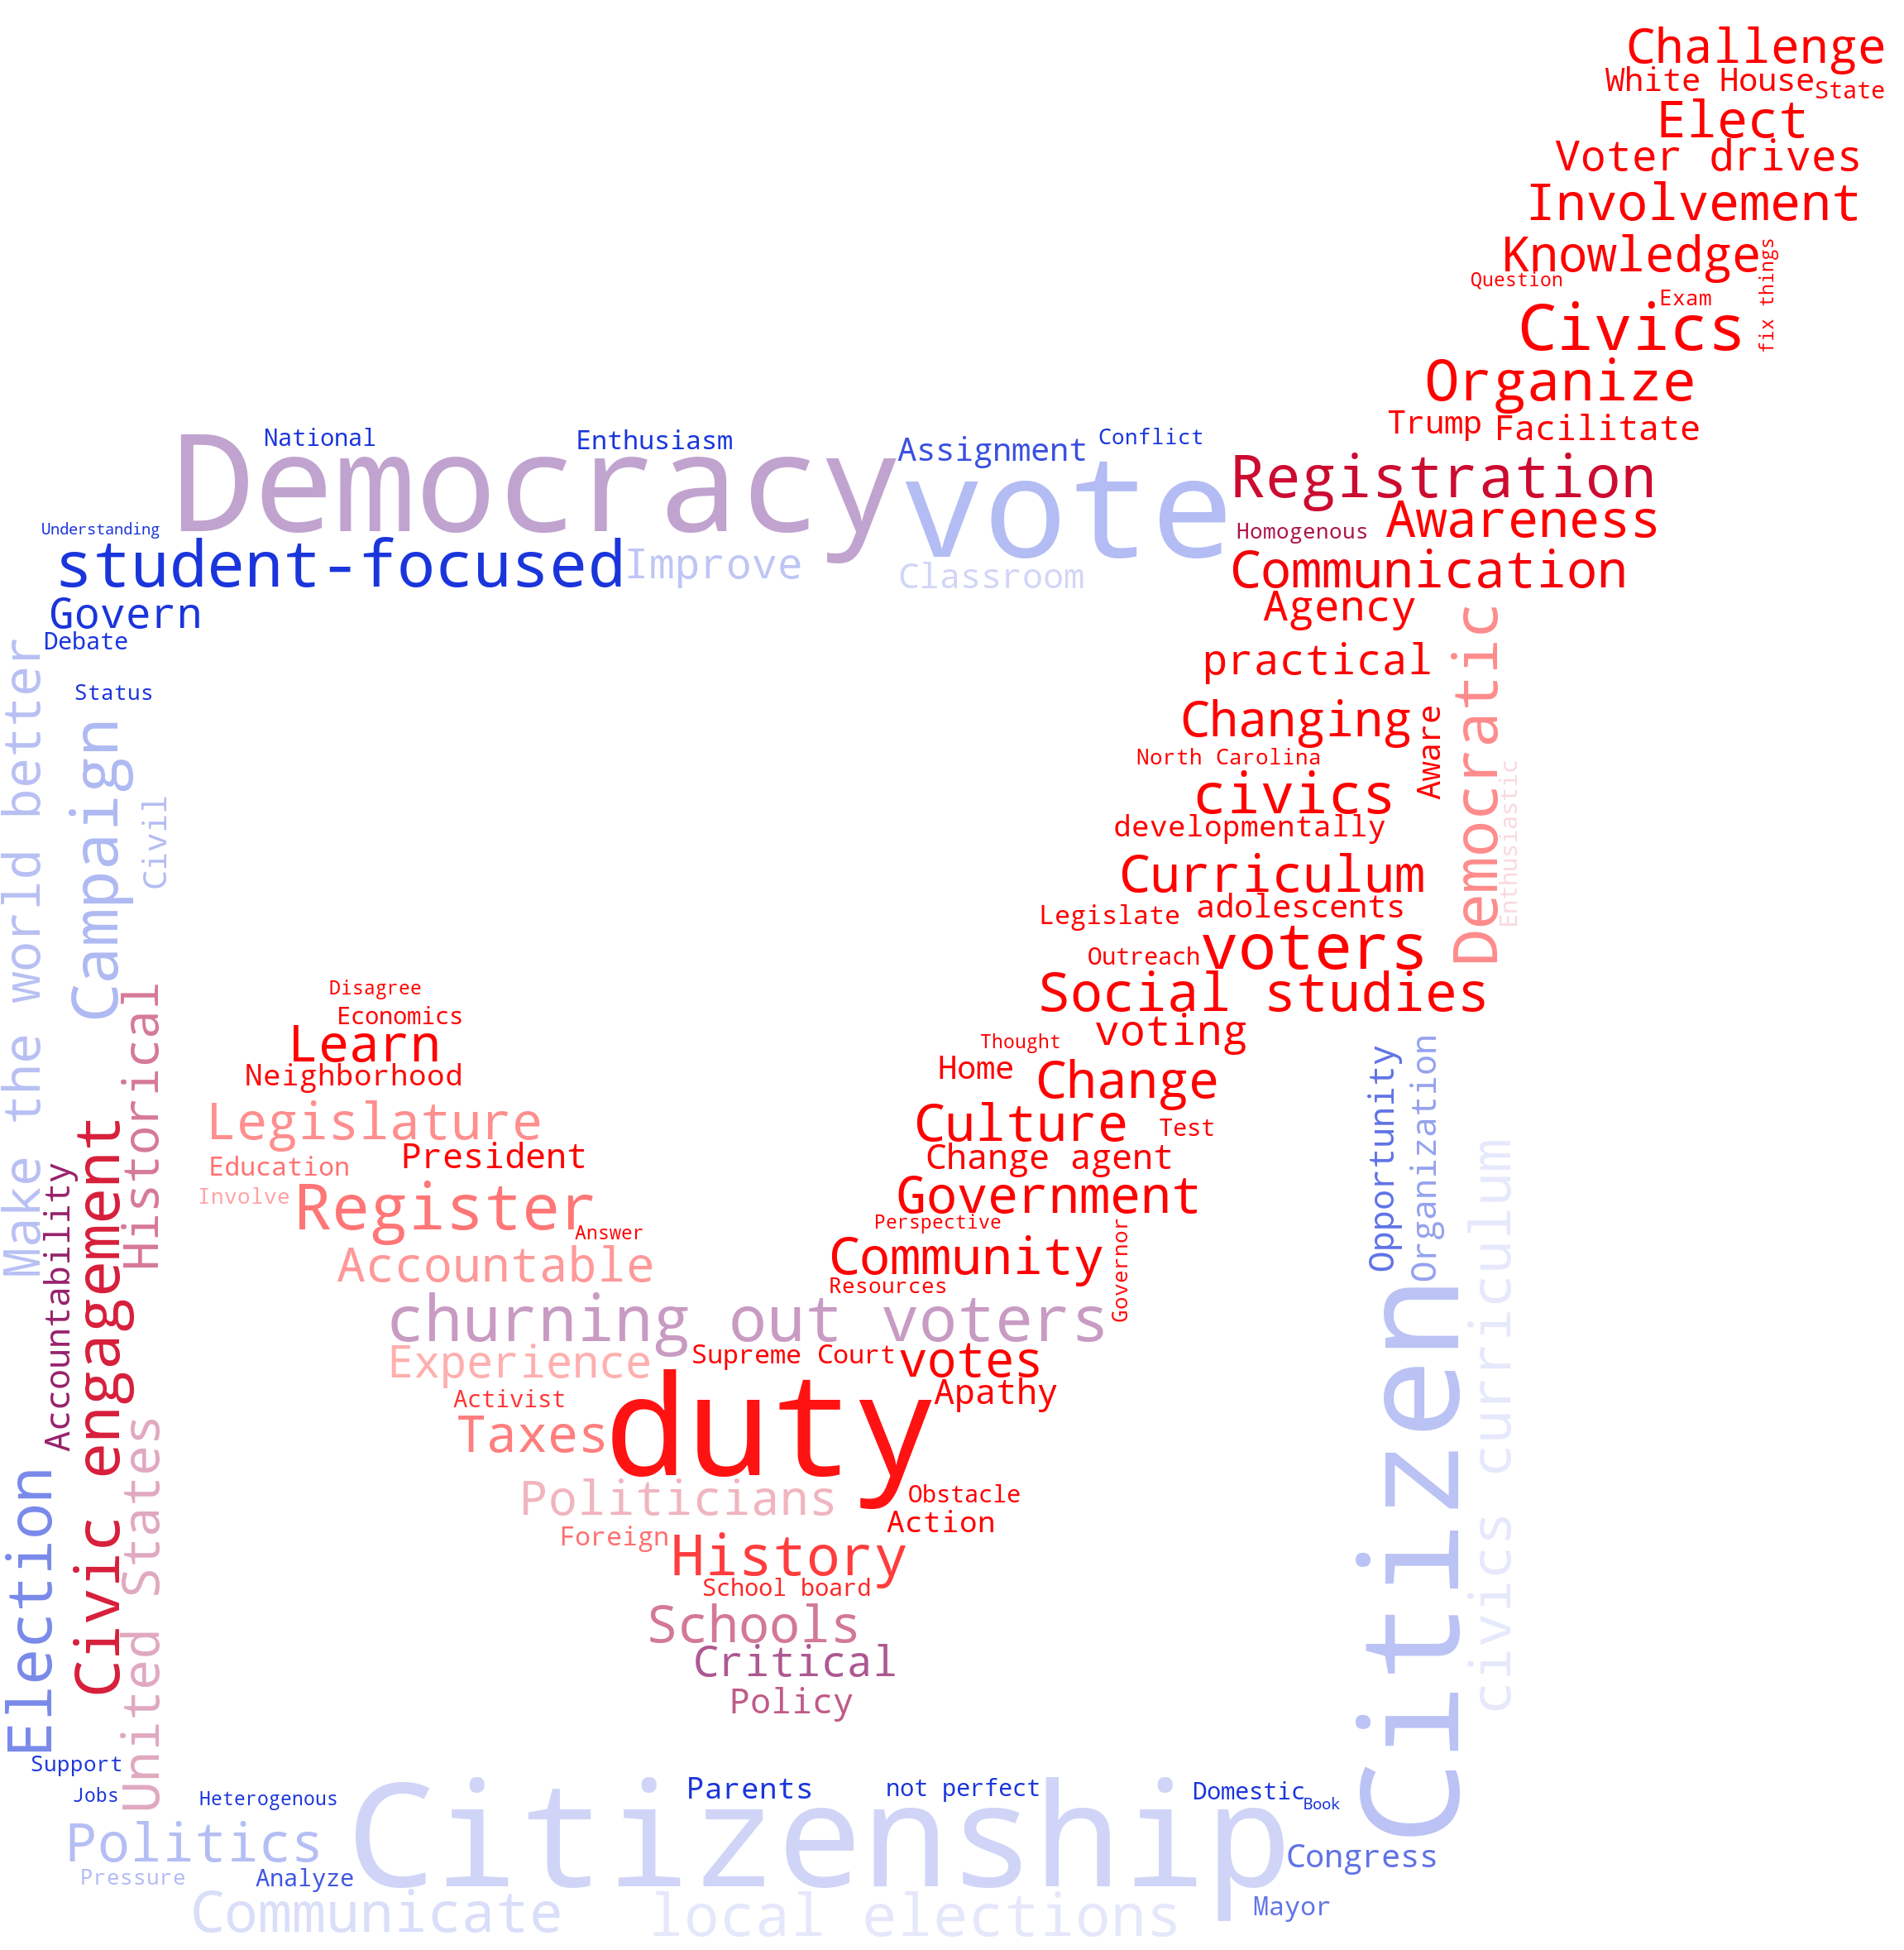 Challenge
White House
State
Elect
Voter drives
Involvement
Knowledge
fix things
Question
Exam
Civics
Organize
Trump
Facilitate
National
Enthusiasm
Assignment
Conflict
Democracy
vote
Registration
Understanding
Homogenous
Awareness
student-focused
Improve
Classroom
Communication
Govern
Agency
Debate
Democratic
practical
Make the world better
Status
Campaign
Changing
Aware
North Carolina
Civil
civics
Enthusiastic
developmentally
Curriculum
Legislate
adolescents
voters
Outreach
Disagree
Social studies
Historical
Economics
Learn
voting
Thought
Neighborhood
Home
Change
Opportunity
Organization
Legislature
Culture
Test
President
Change agent
Education
Civic engagement
Accountability
Involve
Register
Government
Answer
Perspective
Governor
Accountable
Community
Resources
civics curriculum
churning out voters
Experience
Supreme Court
votes
Citizen
Activist
Apathy
duty
Taxes
United States
Election
Politicians
Obstacle
Foreign
Action
History
School board
Schools
Critical
Policy
Support
Jobs
Heterogenous
Parents
not perfect
Domestic
Book
Citizenship
Politics
Congress
Pressure
Analyze
Communicate
local elections
Mayor